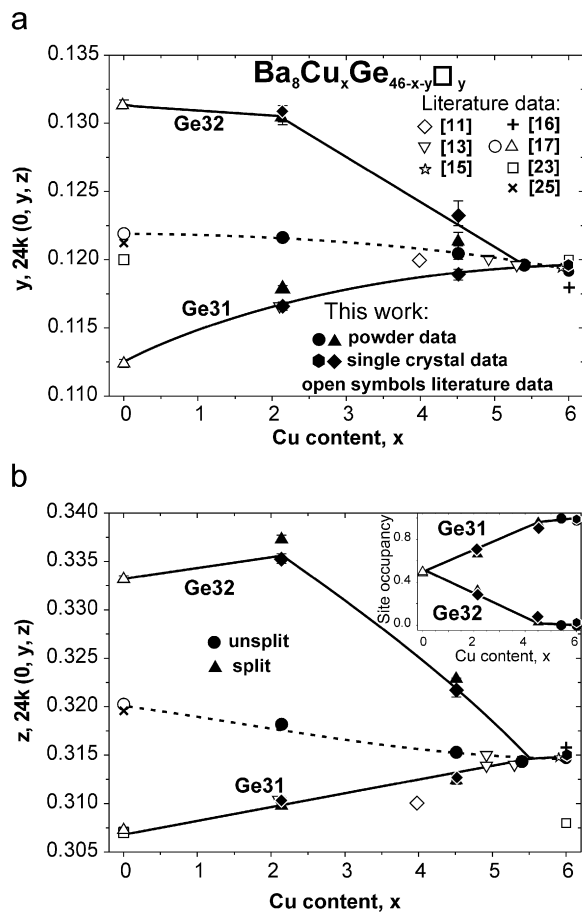 a
Ba8CuxGe46-x-y□y
Literature data:
[11] [16]
[13] [17]
[15] [23]
[25]
Ge32
Ge31
This work:
powder data
single crystal data
open symbols literature data
0.135
0.130
0.125
0.120
0.115
0.110
y, 24k (0, y, z)
0 1 2 3 4 5 6
Cu content, x
b
0.340
0.335
0.333
0.325
0.320
0.315
0.310
0.305
z, 24k (0, y, z)
Ge32
unsplit
split
Ge31
0 1 2 3 4 5 6
Cu content, x
Site occupancy
0.8
0.4
0.0
Ge31
Ge32
0 2 4 6
Cu content, x